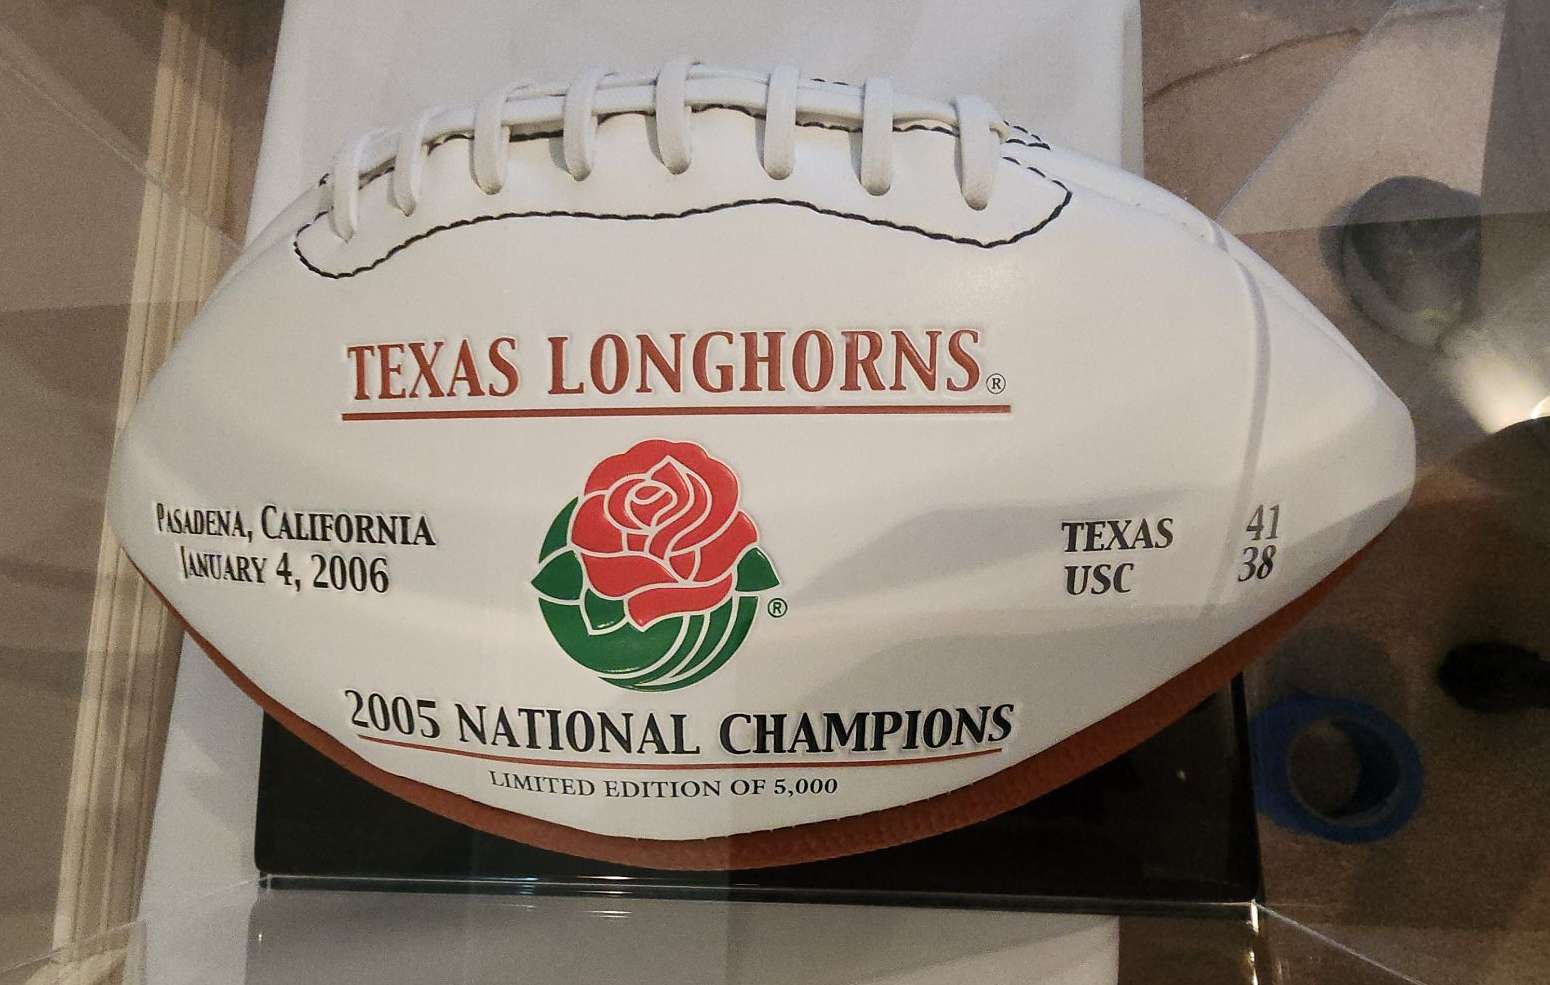 TEXAS LONGHORNS®
PASADENA, CALIFORNIA
JANUARY 4, 2006
®
TEXAS 41
USC 38
2005 NATIONAL CHAMPIONS
LIMITED EDITION OF 5,000